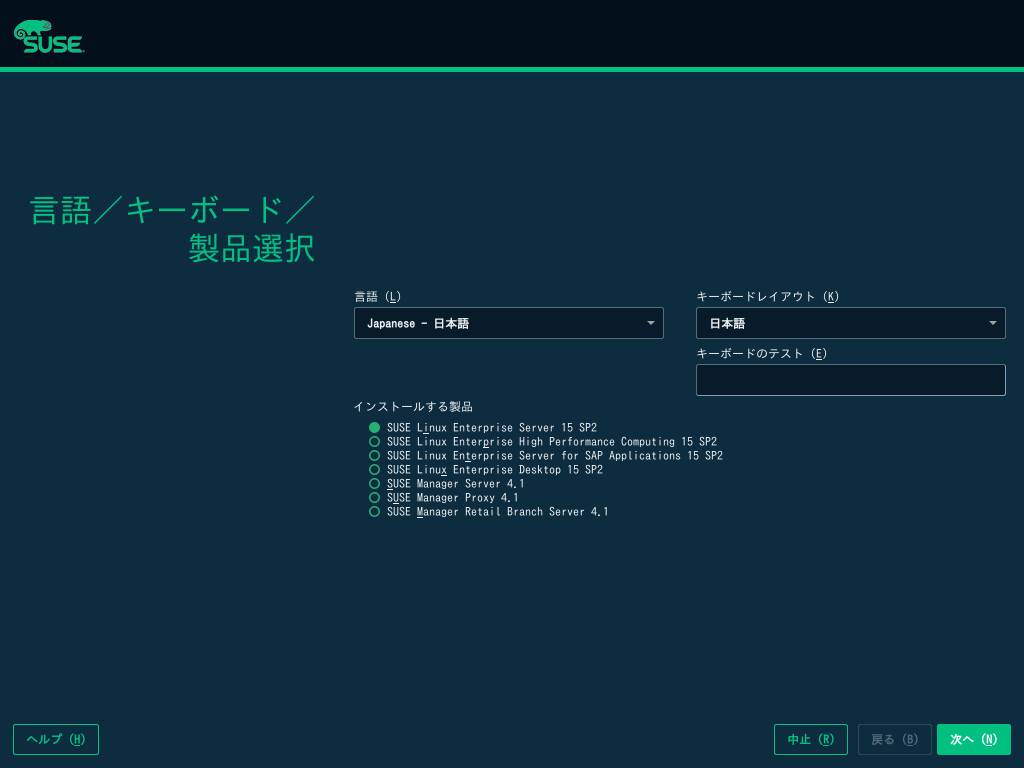 SUSE
言語／キーボード／
製品選択
言語 (L)
Japanese - 日本語
キーボードレイアウト (K)
日本語
キーボードのテスト (E)
インストールする製品
SUSE Linux Enterprise Server 15 SP2
SUSE Linux Enterprise High Performance Computing 15 SP2
SUSE Linux Enterprise Server for SAP Applications 15 SP2
SUSE Linux Enterprise Desktop 15 SP2
SUSE Manager Server 4.1
SUSE Manager Proxy 4.1
SUSE Manager Retail Branch Server 4.1
ヘルプ (H)
中止 (R)
戻る (B)
次へ (N)